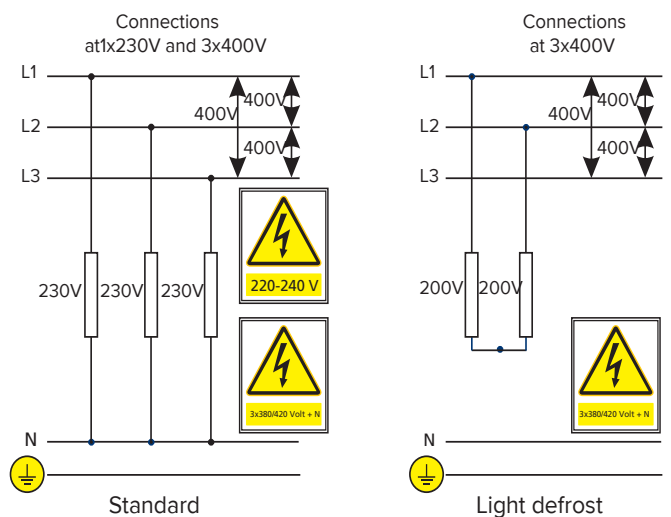 Connections
at1x230V and 3x400V
L1
400V
400V
L2
400V
L3
230V
230V
230V
220-240 V
3x380/420 Volt + N
N
Standard
Connections
at 3x400V
L1
400V
400V
L2
400V
L3
200V
200V
3x380/420 Volt + N
N
Light defrost